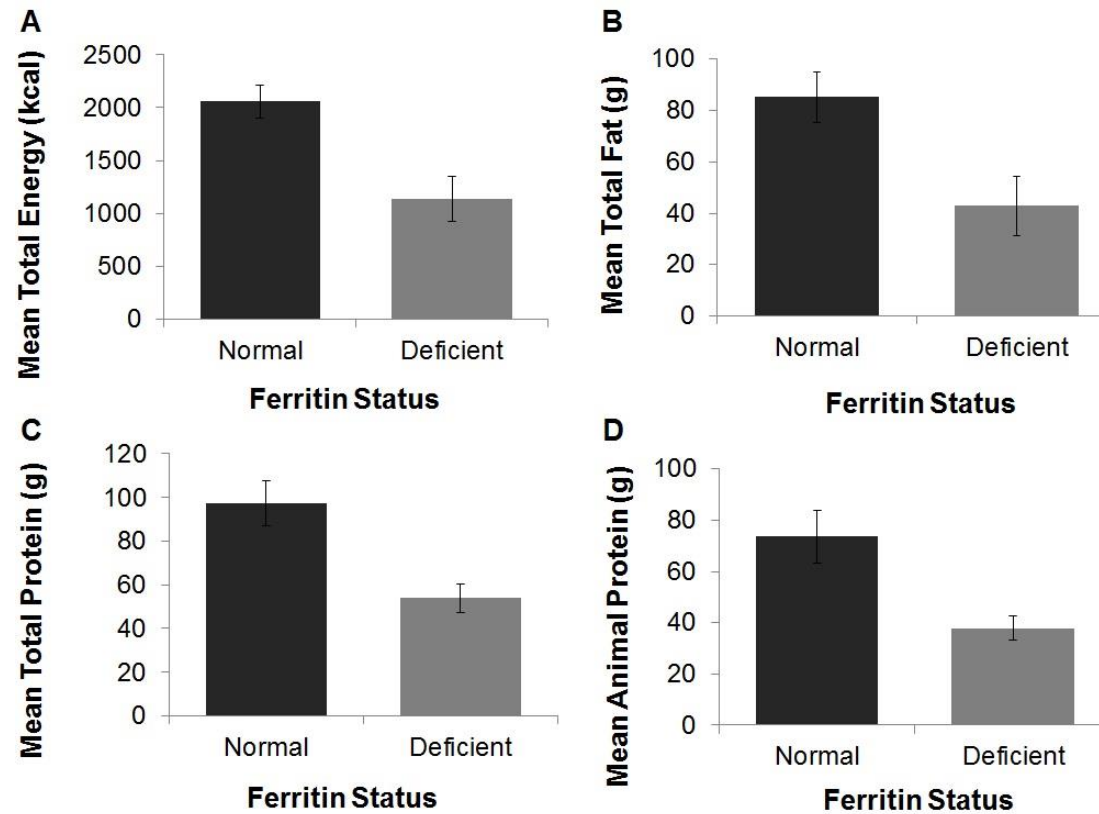 A
Mean Total Energy (kcal)
2500
2000
1500
1000
500
0
Normal Deficient
Ferritin Status
B
Mean Total Fat (g)
100
80
60
40
20
0
Normal Deficient
Ferritin Status
C
Mean Total Protein (g)
120
100
80
60
40
20
0
Normal Deficient
Ferritin Status
D
Mean Animal Protein (g)
100
80
60
40
20
0
Normal Deficient
Ferritin Status